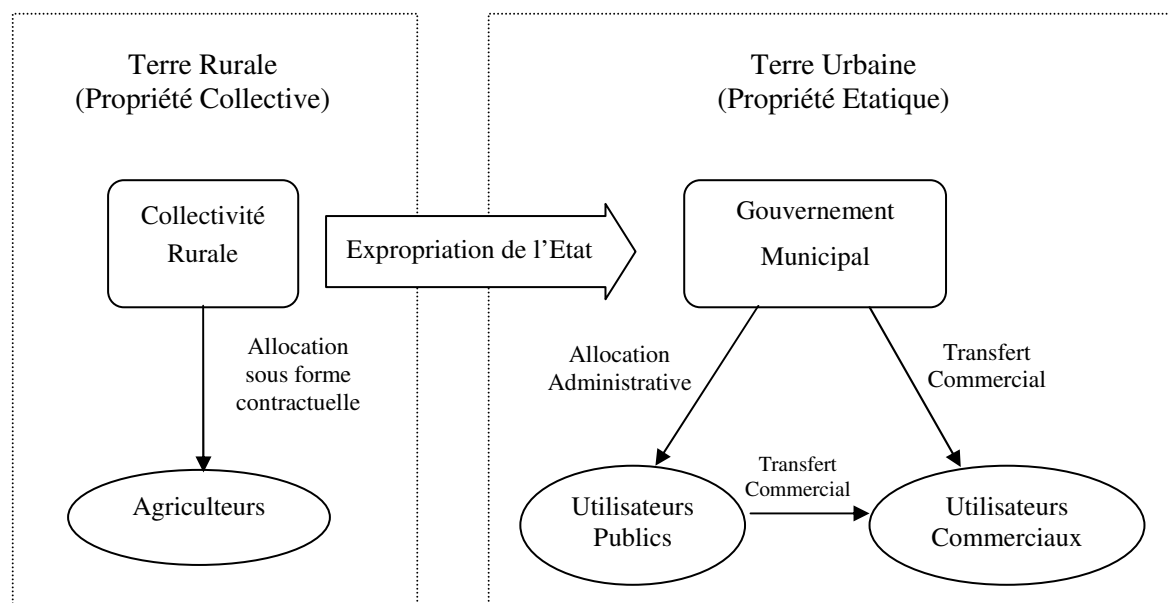 Terre Rurale
(Propriété Collective)
Collectivité
Rurale
Allocation
sous forme
contractuelle
Agriculteurs
Expropriation de l’Etat
Terre Urbaine
(Propriété Etatique)
Gouvernement
Municipal
Allocation
Administrative
Transfert
Commercial
Transfert
Commercial
Utilisateurs
Publics
Utilisateurs
Commerciaux